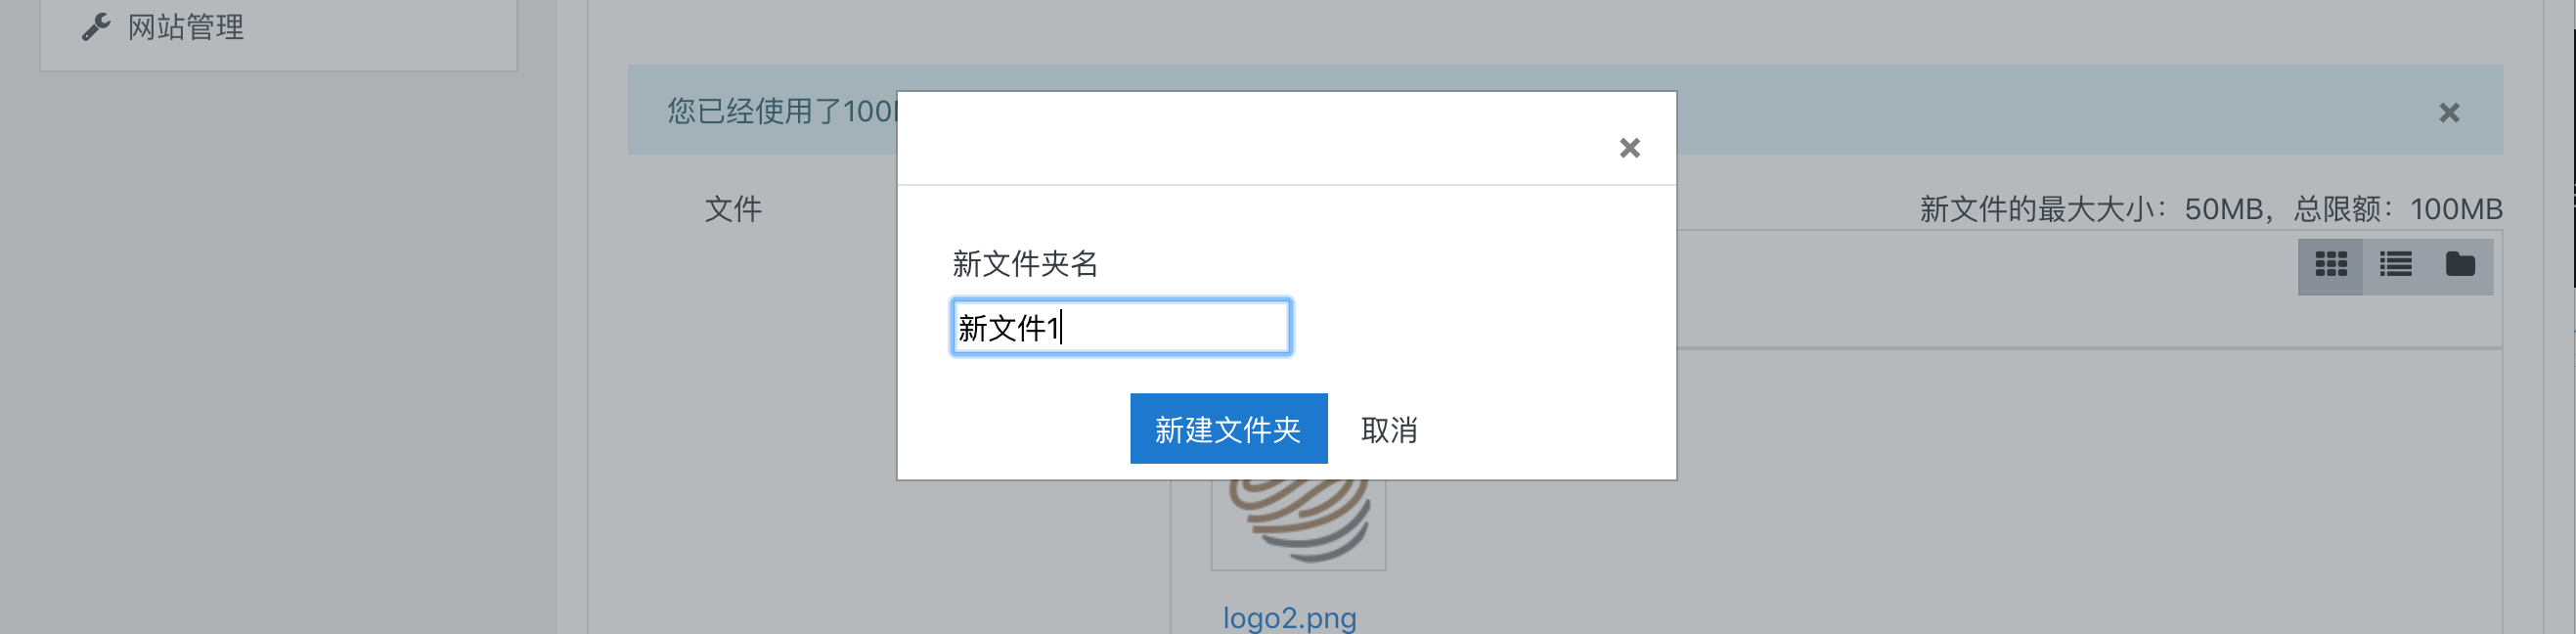 网站管理
您已经使用了100
新文件夹名
新文件1
新建文件夹
取消
文件
新文件的最大大小：50MB，总限额：100MB
logo2.png